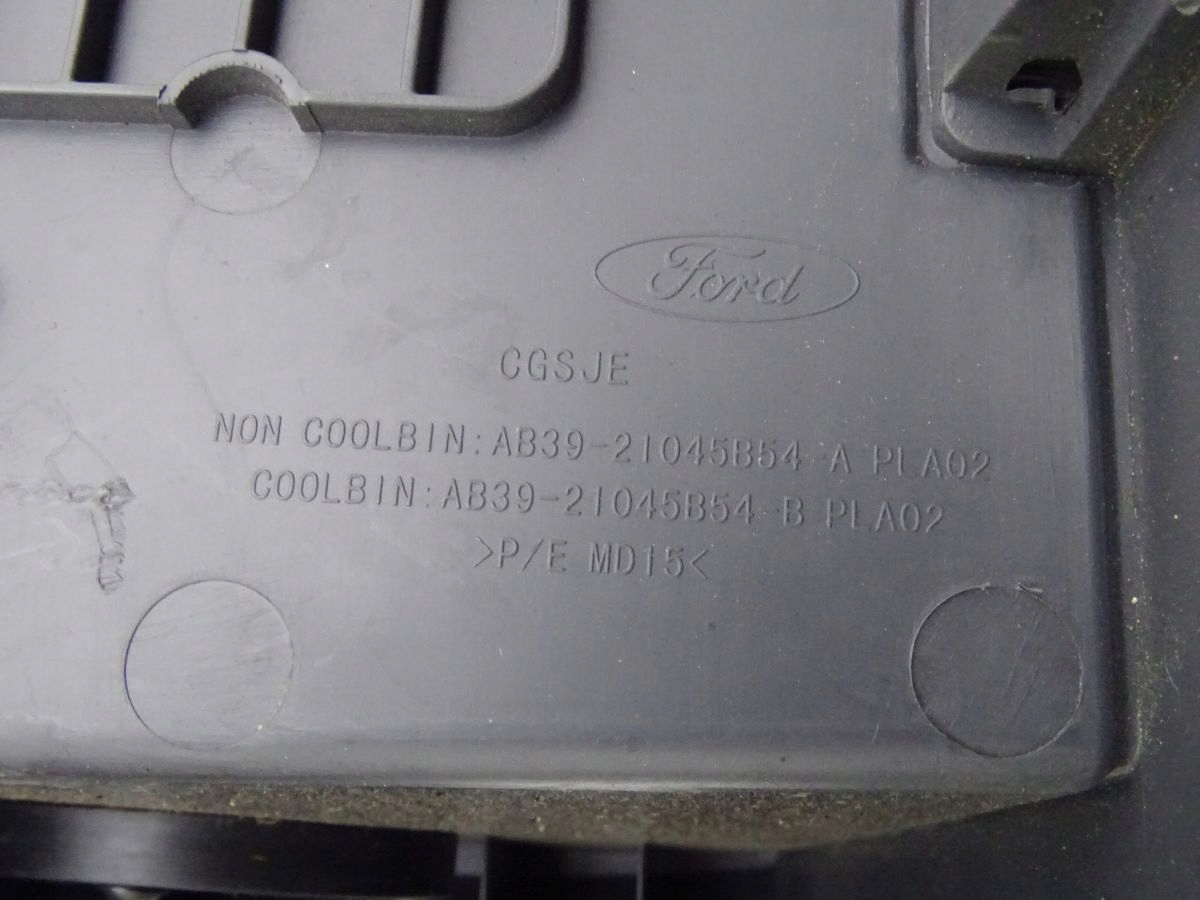 Ford
CGSJE
NON COOLBIN:AB39-21045B54-A PLA02
COOLBIN:AB39-21045B54-B PLA02
>P/E MD15<